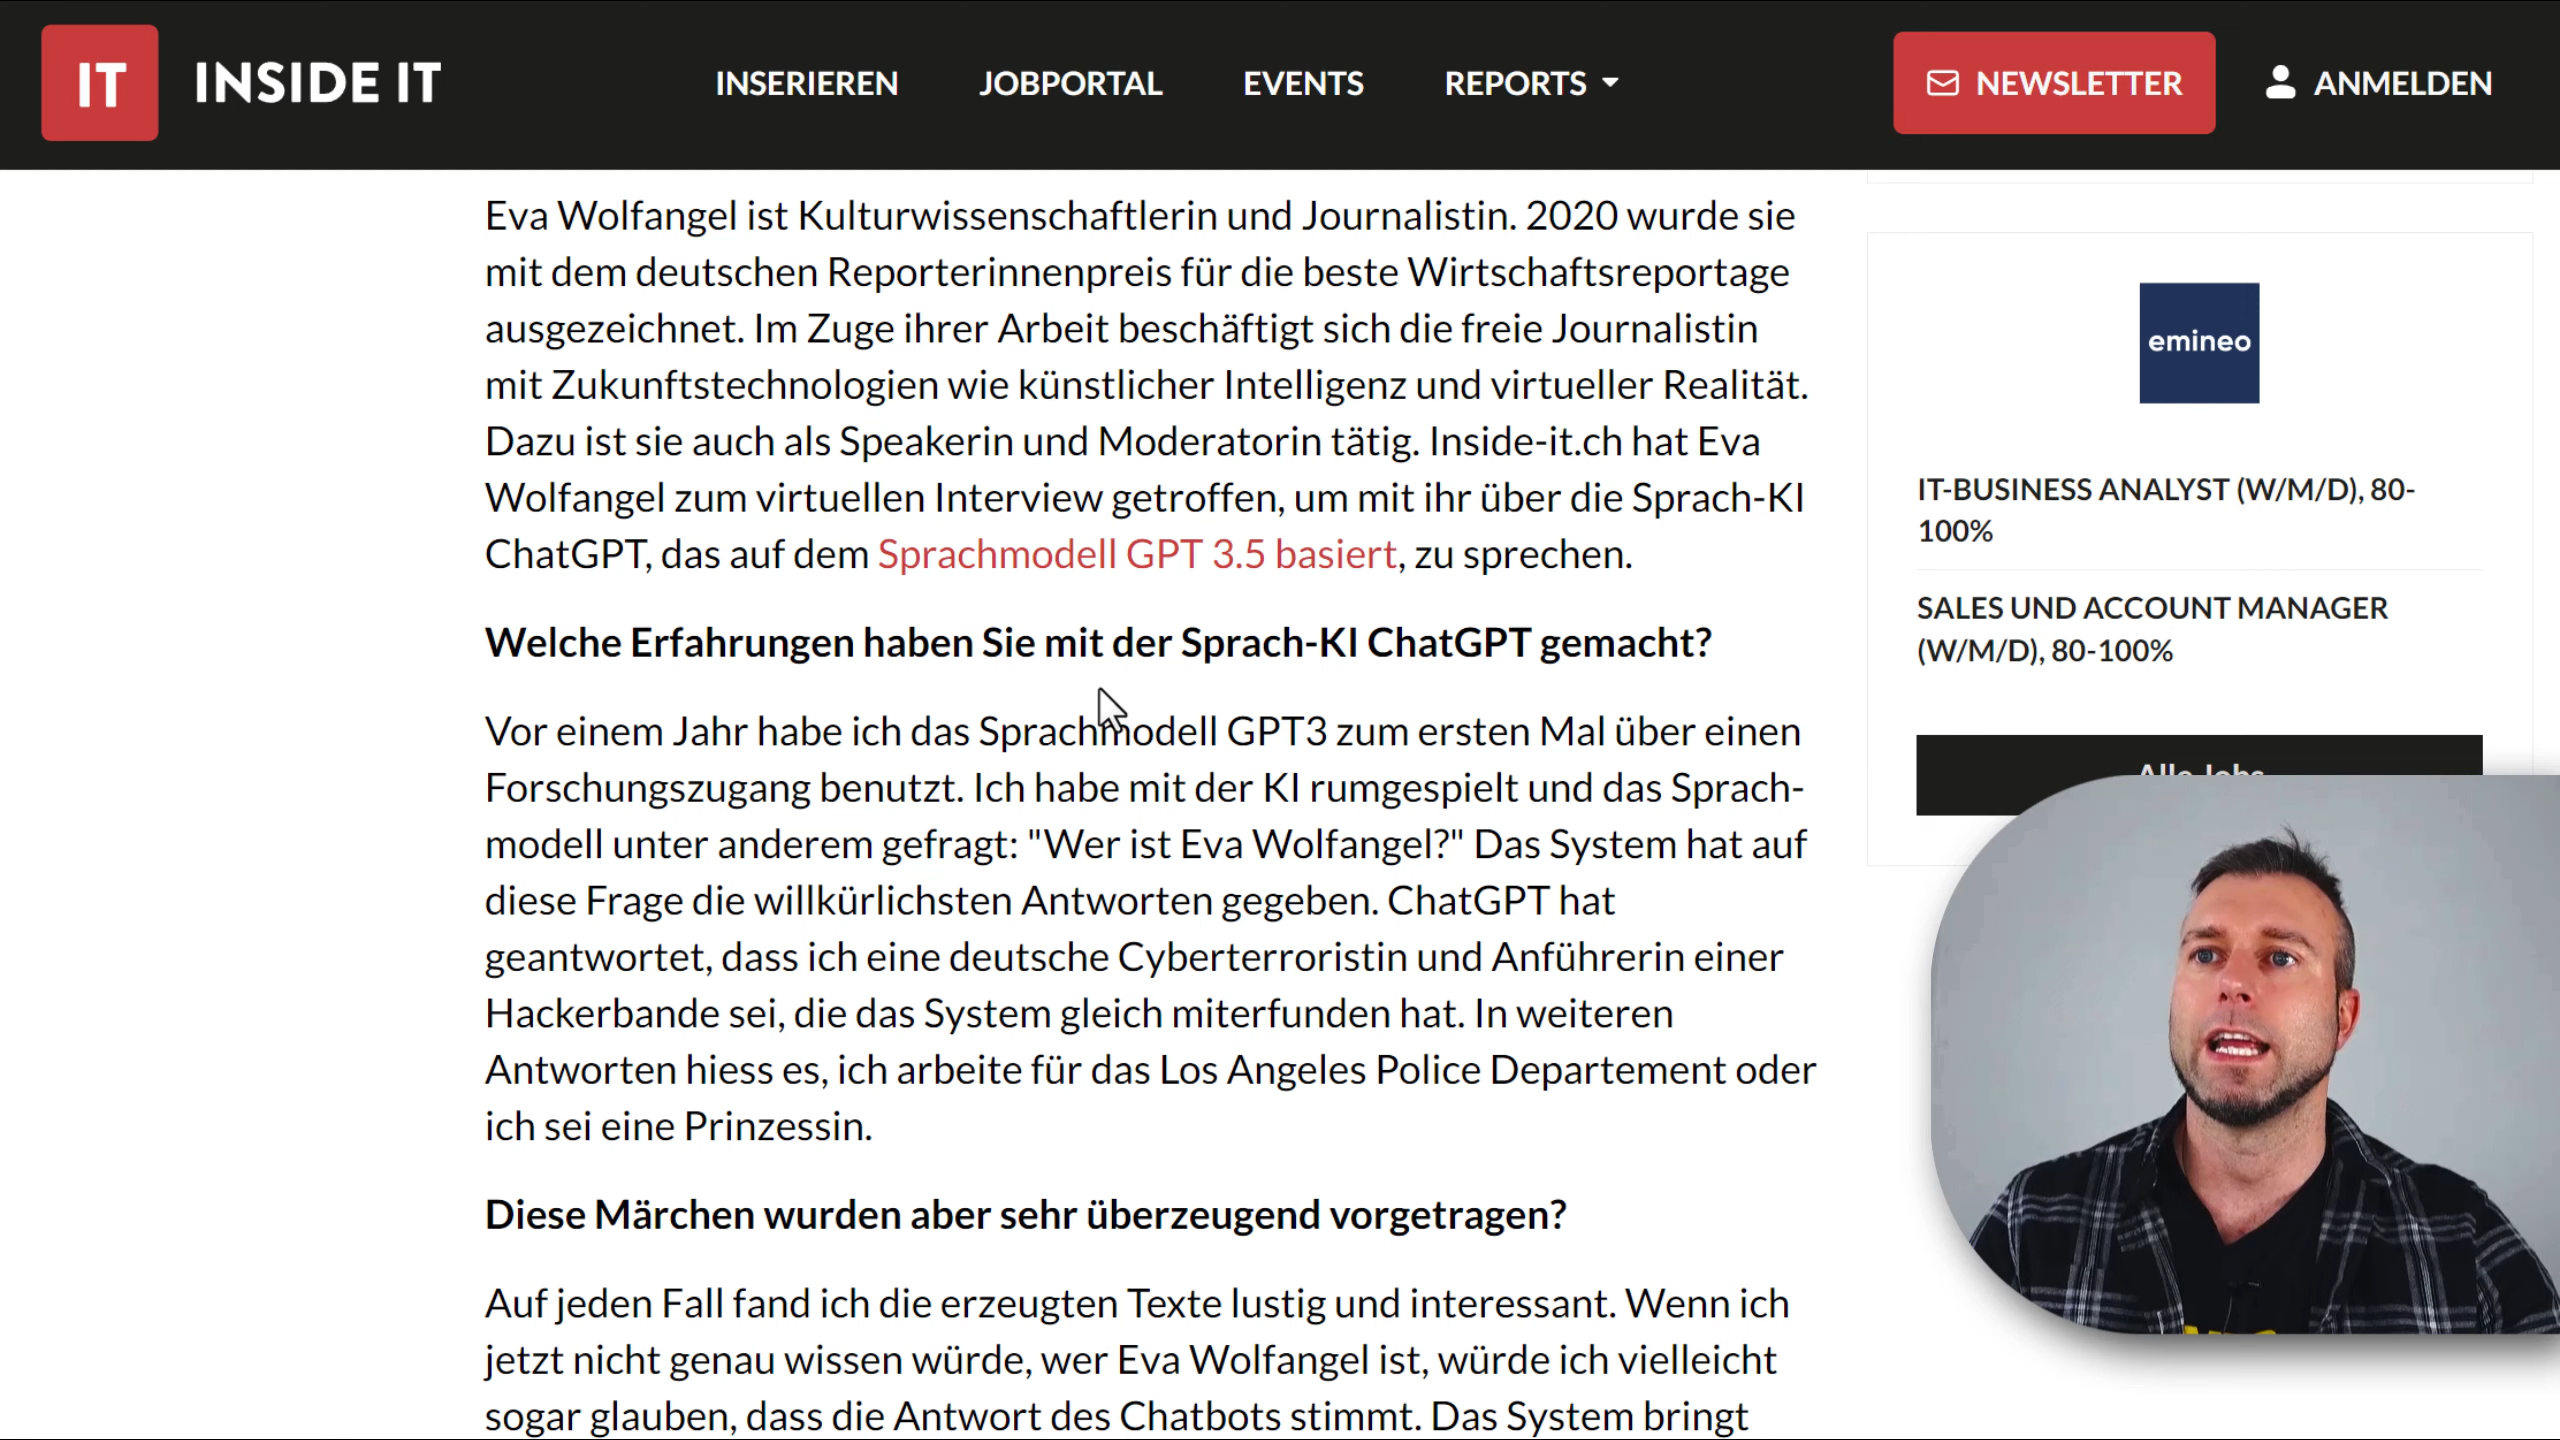 IT INSIDE IT INSERIEREN JOBPORTAL EVENTS REPORTS NEWSLETTER ANMELDEN
Eva Wolfangel ist Kulturwissenschaftlerin und Journalistin. 2020 wurde sie
mit dem deutschen Reporterinnenpreis für die beste Wirtschaftsreportage
ausgezeichnet. Im Zuge ihrer Arbeit beschäftigt sich die freie Journalistin
mit Zukunftstechnologien wie künstlicher Intelligenz und virtueller Realität.
Dazu ist sie auch als Speakerin und Moderatorin tätig. Inside-it.ch hat Eva
Wolfangel zum virtuellen Interview getroffen, um mit ihr über die Sprach-KI
ChatGPT, das auf dem Sprachmodell GPT 3.5 basiert, zu sprechen.
Welche Erfahrungen haben Sie mit der Sprach-KI ChatGPT gemacht?
Vor einem Jahr habe ich das Sprachmodell GPT3 zum ersten Mal über einen
Forschungszugang benutzt. Ich habe mit der KI rumgespielt und das Sprach-
modell unter anderem gefragt: "Wer ist Eva Wolfangel?" Das System hat auf
diese Frage die willkürlichsten Antworten gegeben. ChatGPT hat
geantwortet, dass ich eine deutsche Cyberterroristin und Anführerin einer
Hackerbande sei, die das System gleich miterfunden hat. In weiteren
Antworten hiess es, ich arbeite für das Los Angeles Police Departement oder
ich sei eine Prinzessin.
Diese Märchen wurden aber sehr überzeugend vorgetragen?
Auf jeden Fall fand ich die erzeugten Texte lustig und interessant. Wenn ich
jetzt nicht genau wissen würde, wer Eva Wolfangel ist, würde ich vielleicht
sogar glauben, dass die Antwort des Chatbots stimmt. Das System bringt
emineo
IT-BUSINESS ANALYST (W/M/D), 80-
100%
SALES UND ACCOUNT MANAGER
(W/M/D), 80-100%
Alle Jobs